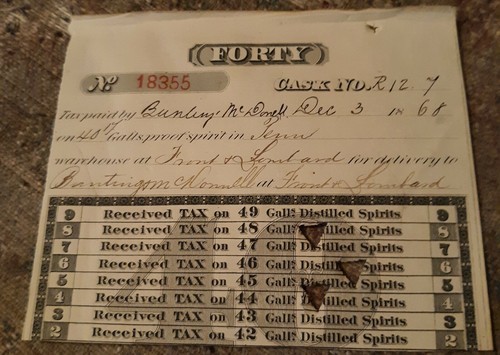 FORTY
No 18355 CASK NO. R 12.7
Tax paid by Bunting & McDonell Dec 3 1868
on 40 Galls proof spirit in Penn
warehouse at Front & Lombard for delivery to
at Front & Lombard
9 Received TAX on 49 Galls Distilled Spirits 9
8 Received TAX on 48 Galls Distilled Spirits 8
7 Received TAX on 47 Galls Distilled Spirits 7
6 Received TAX on 46 Galls Distilled Spirits 6
5 Received TAX on 45 Galls Distilled Spirits 5
4 Received TAX on 44 Galls Distilled Spirits 4
3 Received TAX on 43 Galls Distilled Spirits 3
2 Received TAX on 42 Galls Distilled Spirits 2